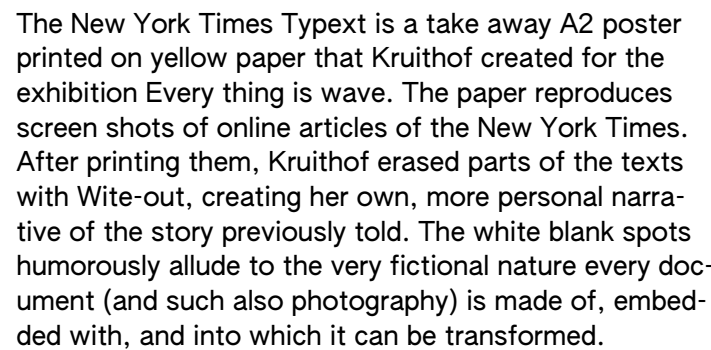 The New York Times Typext is a take away A2 poster
printed on yellow paper that Kruithof created for the
exhibition Every thing is wave. The paper reproduces
screen shots of online articles of the New York Times.
After printing them, Kruithof erased parts of the texts
with Wite-out, creating her own, more personal narra-
tive of the story previously told. The white blank spots
humorously allude to the very fictional nature every doc-
ument (and such also photography) is made of, embed-
ded with, and into which it can be transformed.